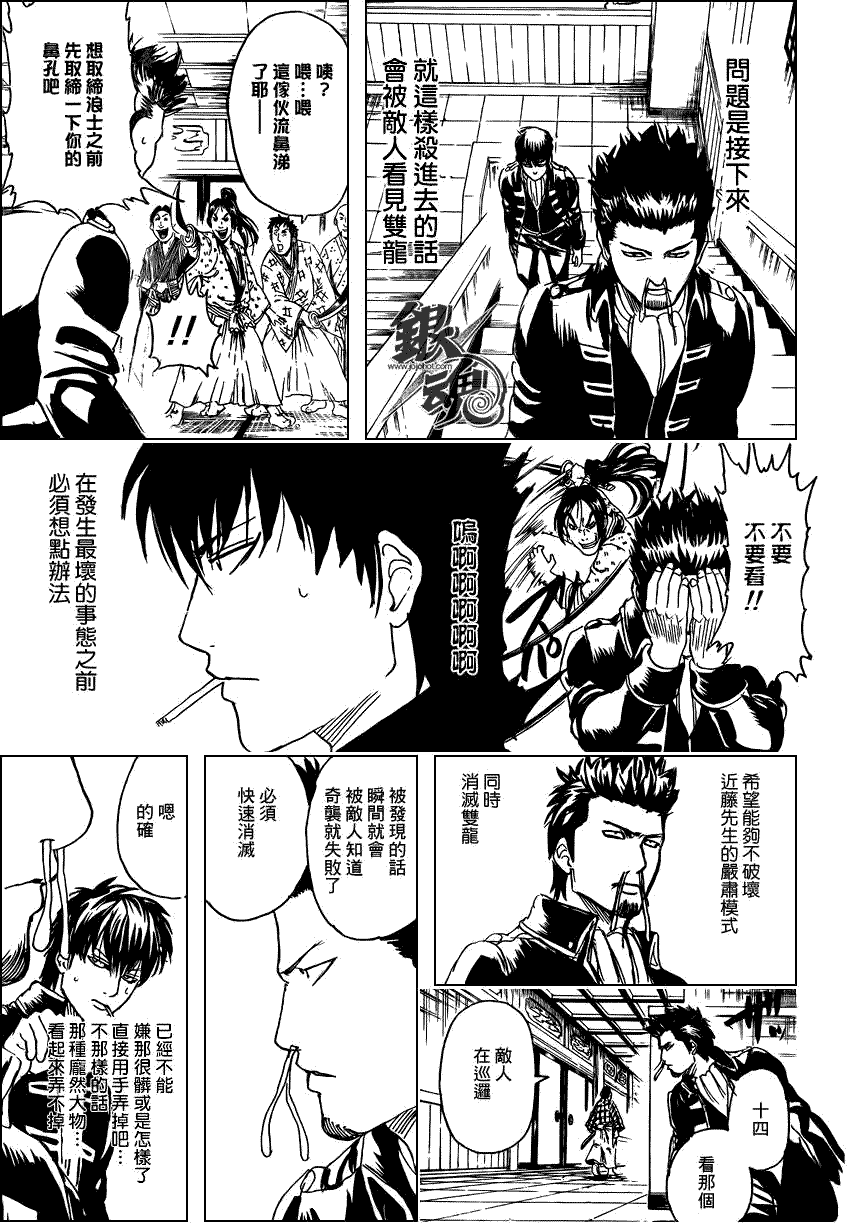 問題是接下來
就這樣殺進去的話
會被敵人看見雙龍
銀魂
www.jojohot.com
咦？
喂…喂
這傢伙流鼻涕
了耶——
想取締浪士之前
先取締一下你的
鼻孔吧
!!
不要
不要看!!
嗚啊啊啊啊啊
在發生最壞的事態之前
必須想點辦法
希望能夠不破壞
近藤先生的嚴肅模式
同時
消滅雙龍
十四
看那個
敵人
在巡邏
被發現的話
瞬間就會
被敵人知道
奇襲就失敗了
必須
快速消滅
嗯
的確
已經不能
嫌那很髒或是怎樣了
直接用手弄掉吧…
不那樣的話
那種龐然大物…
看起來弄不掉